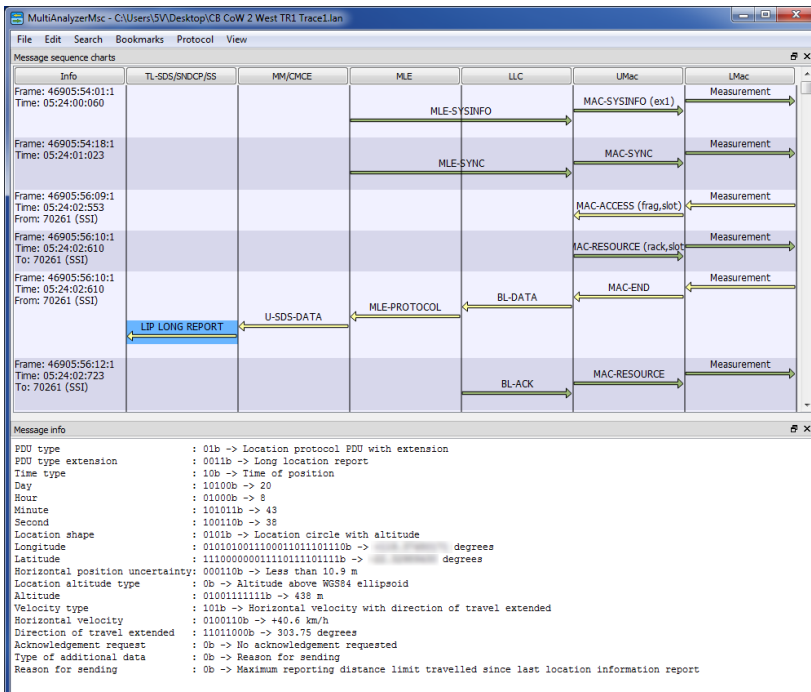 MultiAnalyzerMsc - C:\Users\5V\Desktop\CB CoW 2 West TR1 Trace1.lan
File Edit Search Bookmarks Protocol View
Message sequence charts
Info TL-SDS/SNDCP/SS MM/CMCE MLE LLC UMac LMac
Frame: 46905:54:01:1
Time: 05:24:00:060
MLE-SYSINFO
MAC-SYSINFO (ex1)
Measurement
Frame: 46905:54:18:1
Time: 05:24:01:023
MLE-SYNC
MAC-SYNC
Measurement
Frame: 46905:56:09:1
Time: 05:24:02:553
From: 70261 (SSI)
MAC-ACCESS (frag,slot)
Measurement
Frame: 46905:56:10:1
Time: 05:24:02:610
To: 70261 (SSI)
MAC-RESOURCE (rack,slot
Measurement
Frame: 46905:56:10:1
Time: 05:24:02:610
From: 70261 (SSI)
LIP LONG REPORT
U-SDS-DATA
MLE-PROTOCOL
BL-DATA
MAC-END
Measurement
Frame: 46905:56:12:1
Time: 05:24:02:723
To: 70261 (SSI)
BL-ACK
MAC-RESOURCE
Measurement
Message info
PDU type : 01b -> Location protocol PDU with extension
PDU type extension : 0011b -> Long location report
Time type : 10b -> Time of position
Day : 10100b -> 20
Hour : 01000b -> 8
Minute : 101011b -> 43
Second : 100110b -> 38
Location shape : 0101b -> Location circle with altitude
Longitude : 0101010011100011011101110b -> degrees
Latitude : 111000000011110111101111b -> degrees
Horizontal position uncertainty: 000110b -> Less than 10.9 m
Location altitude type : 0b -> Altitude above WGS84 ellipsoid
Altitude : 01001111111b -> 438 m
Velocity type : 101b -> Horizontal velocity with direction of travel extended
Horizontal velocity : 0100110b -> +40.6 km/h
Direction of travel extended : 11011000b -> 303.75 degrees
Acknowledgement request : 0b -> No acknowledgement requested
Type of additional data : 0b -> Reason for sending
Reason for sending : 0b -> Maximum reporting distance limit travelled since last location information report